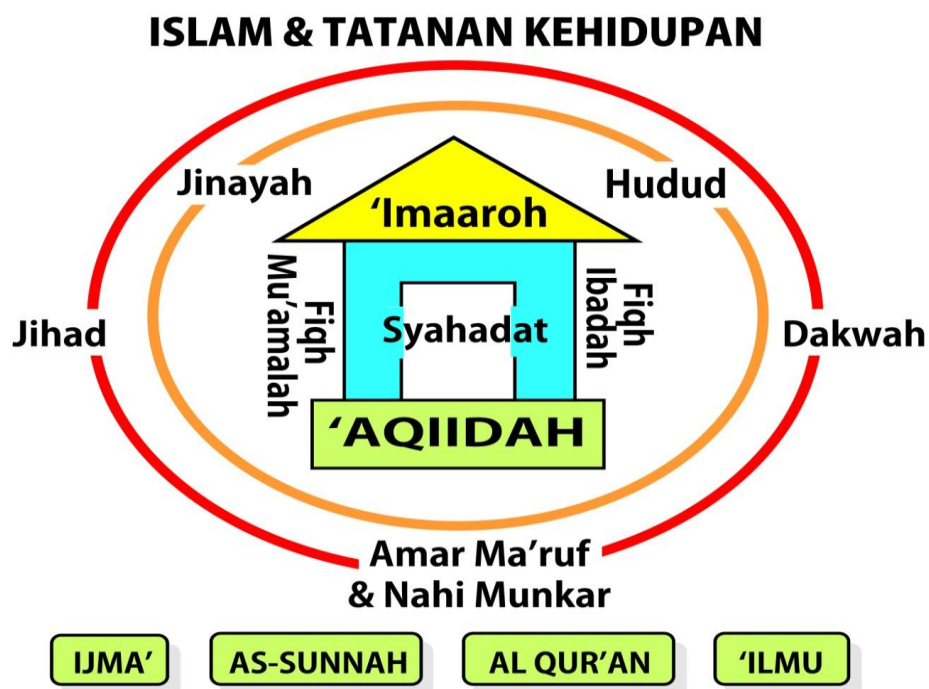 ISLAM & TATANAN KEHIDUPAN
Jinayah
Hudud
‘Imaaroh
Fiqh
Mu’amalah
Fiqh
Ibadah
Jihad
Syahadat
Dakwah
‘AQIIDAH
Amar Ma’ruf
& Nahi Munkar
IJMA’
AS-SUNNAH
AL QUR’AN
‘ILMU